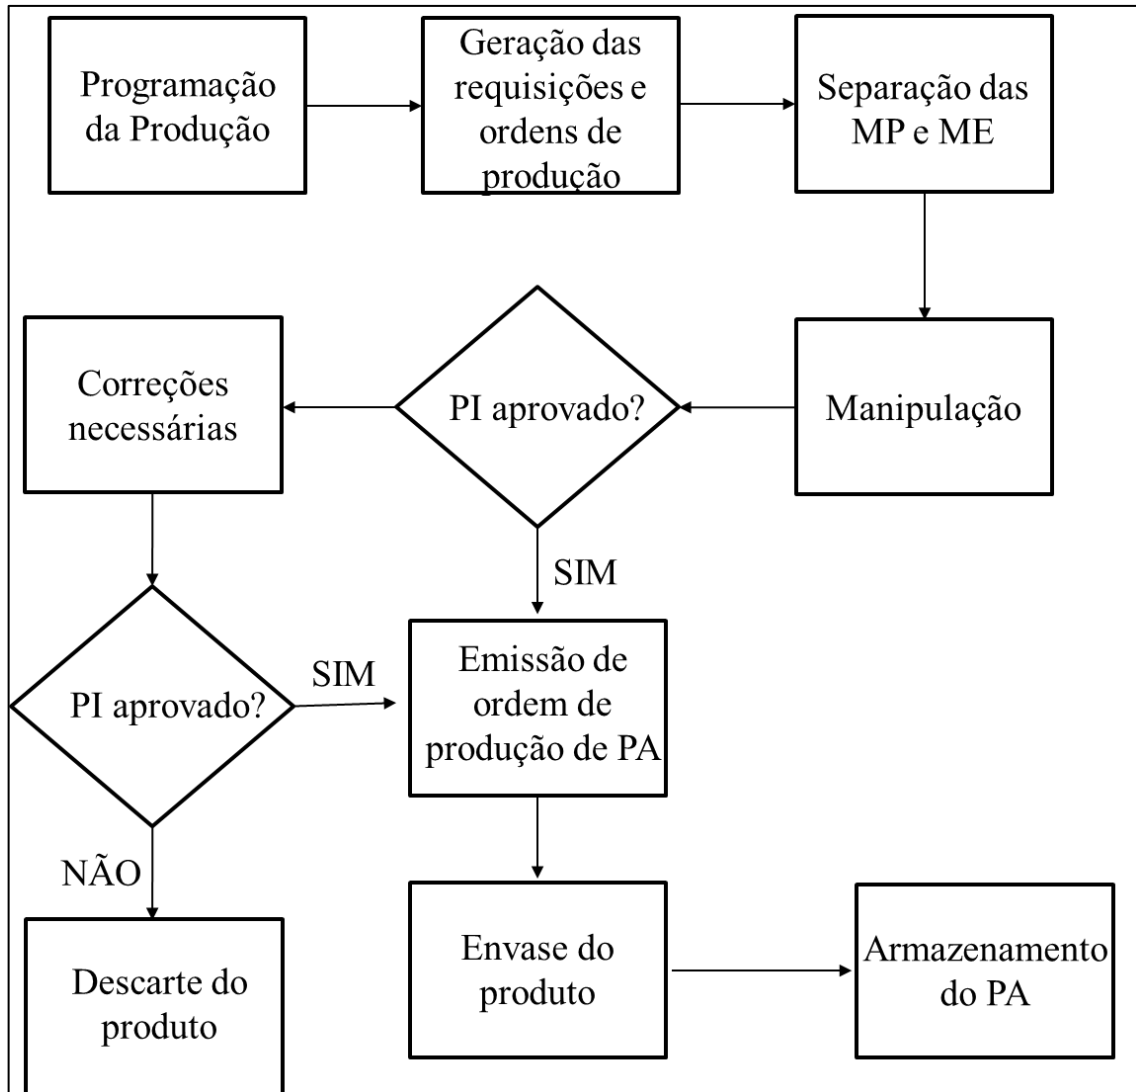 Programação
da Produção
Geração das
requisições e
ordens de
produção
Separação das
MP e ME
Manipulação
PI aprovado?
Correções
necessárias
SIM
PI aprovado?
SIM
Emissão de
ordem de
produção de PA
NÃO
Descarte do
produto
Envase do
produto
Armazenamento
do PA